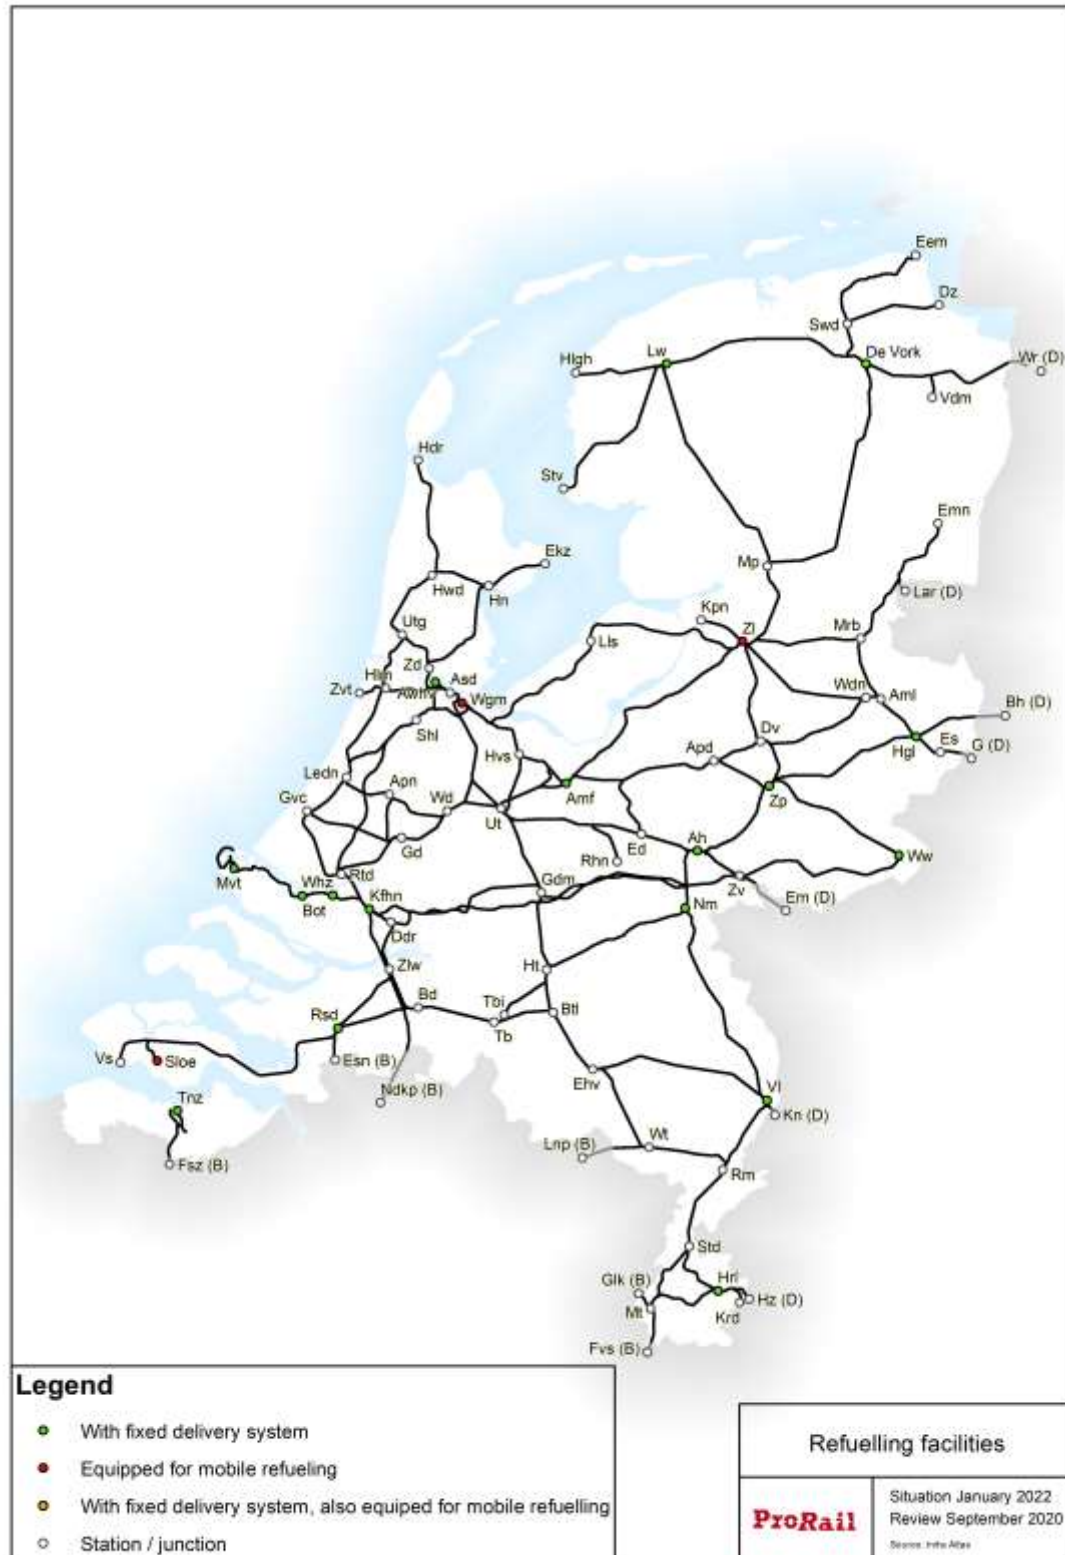 Eem
Dz
Swd
Hlgh
Lw
De Vork
Wr (D)
Vdm
Hdr
Stv
Emn
Ekz
Mp
Hwd
Hn
Lar (D)
Kpn
Utg
Zl
Mrb
Lls
Zd
Hlm
Asd
Zvt
Wgm
Wdn
Aml
Bh (D)
Shl
Dv
Es
G (D)
Hvs
Apd
Hgl
Ledn
Apn
Gvc
Wd
Amf
Zp
Ut
Gd
Ed
Ah
Ww
Rhn
Mvt
Whz
Rtd
Kfhn
Gdm
Zv
Em (D)
Bot
Nm
Ddr
Zlw
Ht
Bd
Tbi
Btl
Rsd
Tb
Vs
Sloe
Esn (B)
Ehv
Ndkp (B)
Vl
Tnz
Kn (D)
Lnp (B)
Wt
Fsz (B)
Rm
Std
Glk (B)
Hrl
Hz (D)
Mt
Krd
Fvs (B)
Legend
With fixed delivery system
Equipped for mobile refueling
With fixed delivery system, also equiped for mobile refuelling
Station / junction
Refuelling facilities
ProRail
Situation January 2022
Review September 2020
Source: Infra Atlas